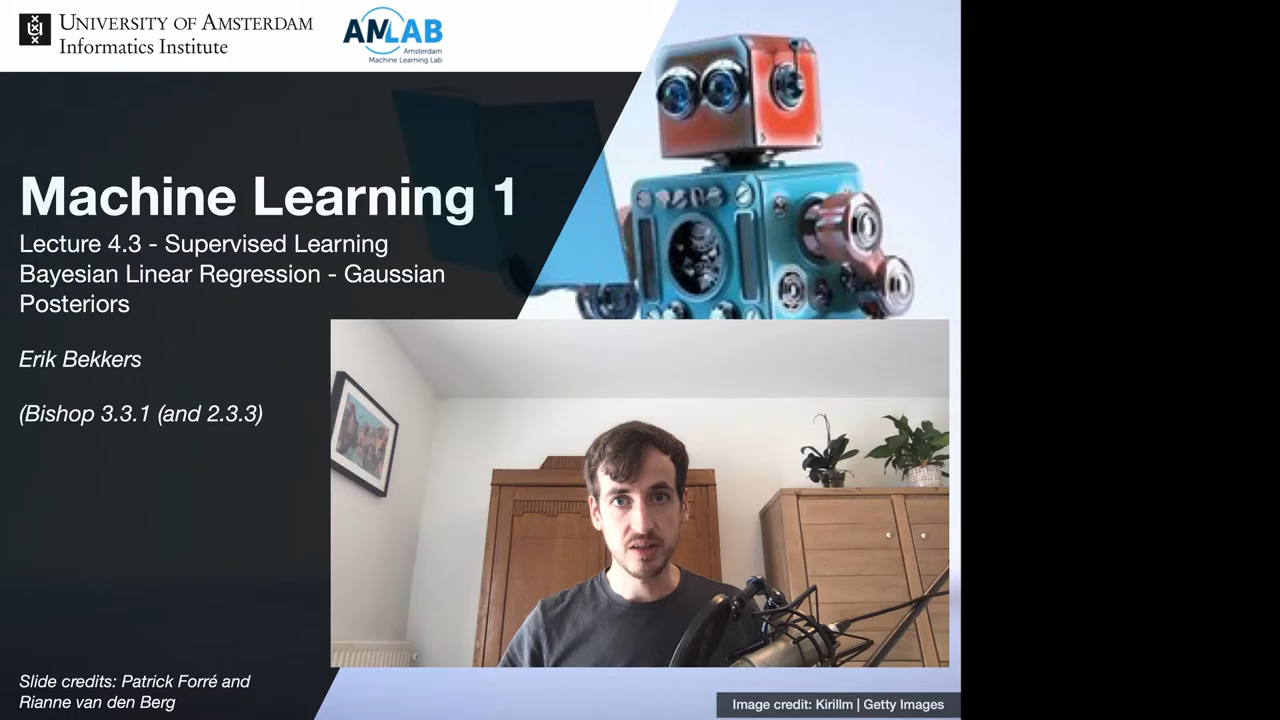 UNIVERSITY OF AMSTERDAM
Informatics Institute
AMLAB
Amsterdam
Machine Learning Lab
Machine Learning 1
Lecture 4.3 - Supervised Learning
Bayesian Linear Regression - Gaussian
Posteriors
Erik Bekkers
(Bishop 3.3.1 (and 2.3.3)
Slide credits: Patrick Forré and
Rianne van den Berg
Image credit: Kirillm | Getty Images